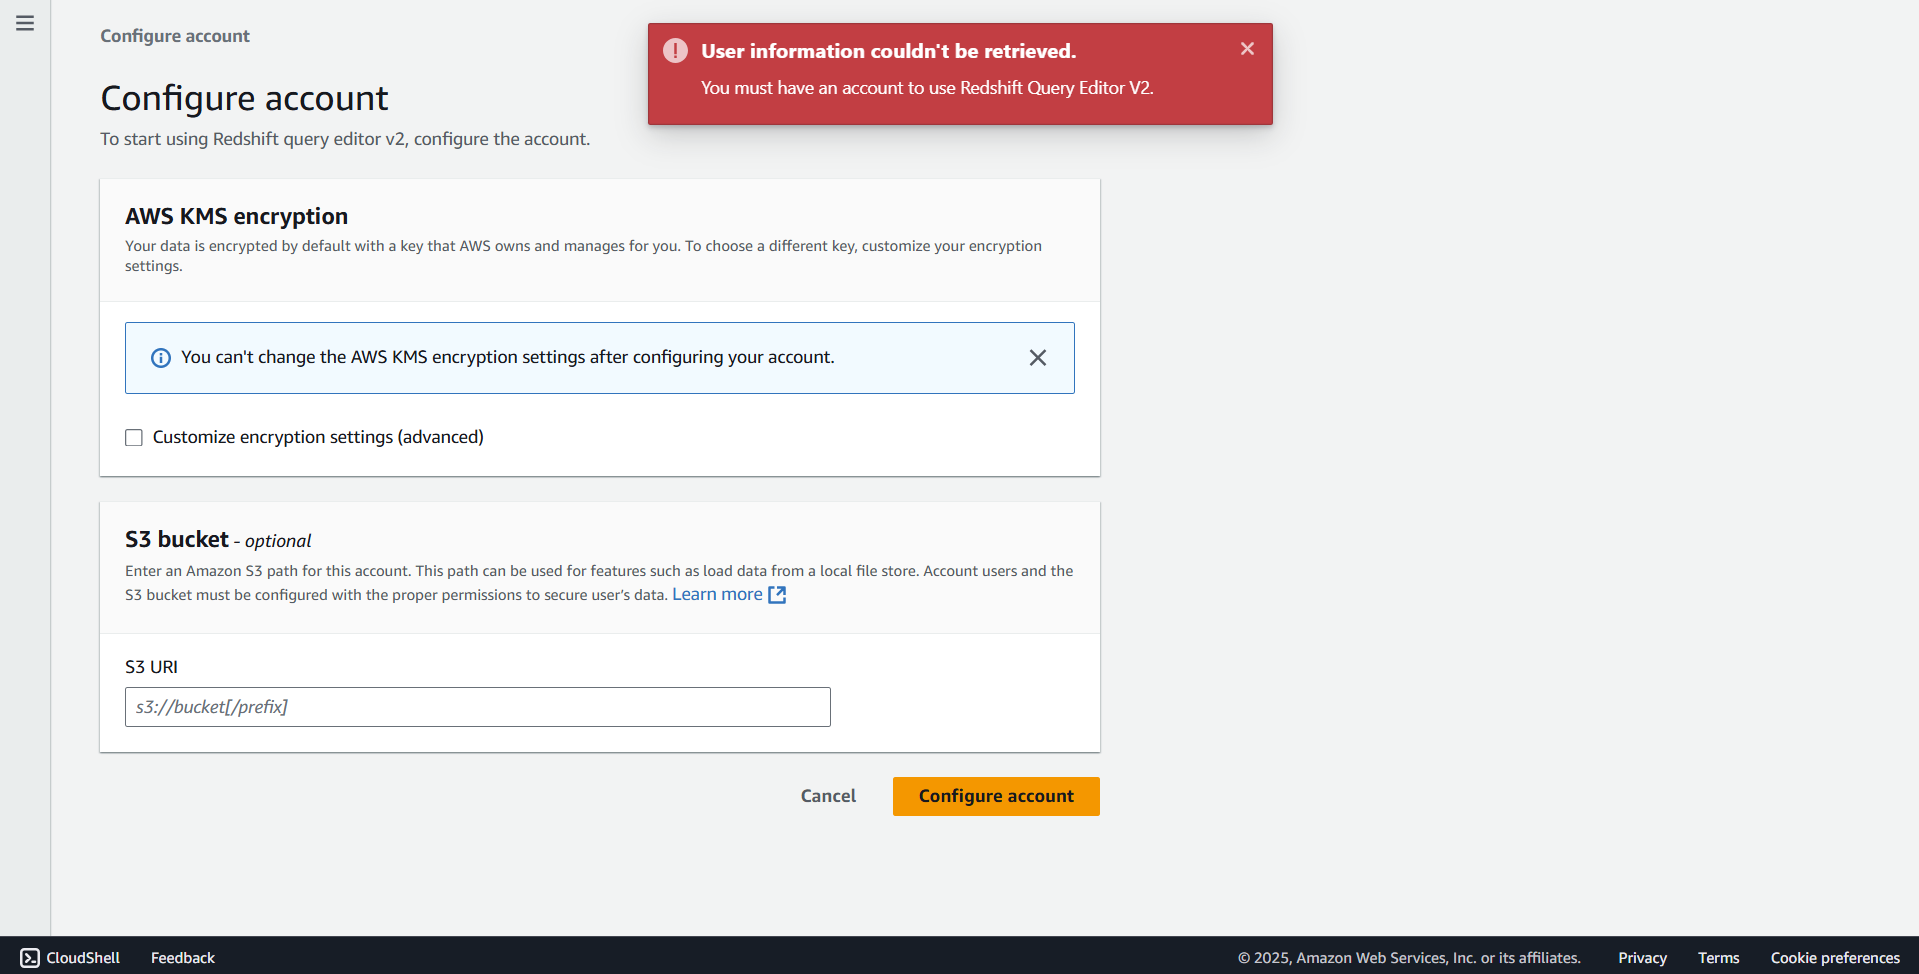 Configure account
User information couldn't be retrieved.
You must have an account to use Redshift Query Editor V2.
Configure account
To start using Redshift query editor v2, configure the account.
AWS KMS encryption
Your data is encrypted by default with a key that AWS owns and manages for you. To choose a different key, customize your encryption
settings.
You can't change the AWS KMS encryption settings after configuring your account.
Customize encryption settings (advanced)
S3 bucket - optional
Enter an Amazon S3 path for this account. This path can be used for features such as load data from a local file store. Account users and the
S3 bucket must be configured with the proper permissions to secure user's data. Learn more
S3 URI
s3://bucket[/prefix]
Cancel
Configure account
CloudShell
Feedback
© 2025, Amazon Web Services, Inc. or its affiliates.
Privacy
Terms
Cookie preferences